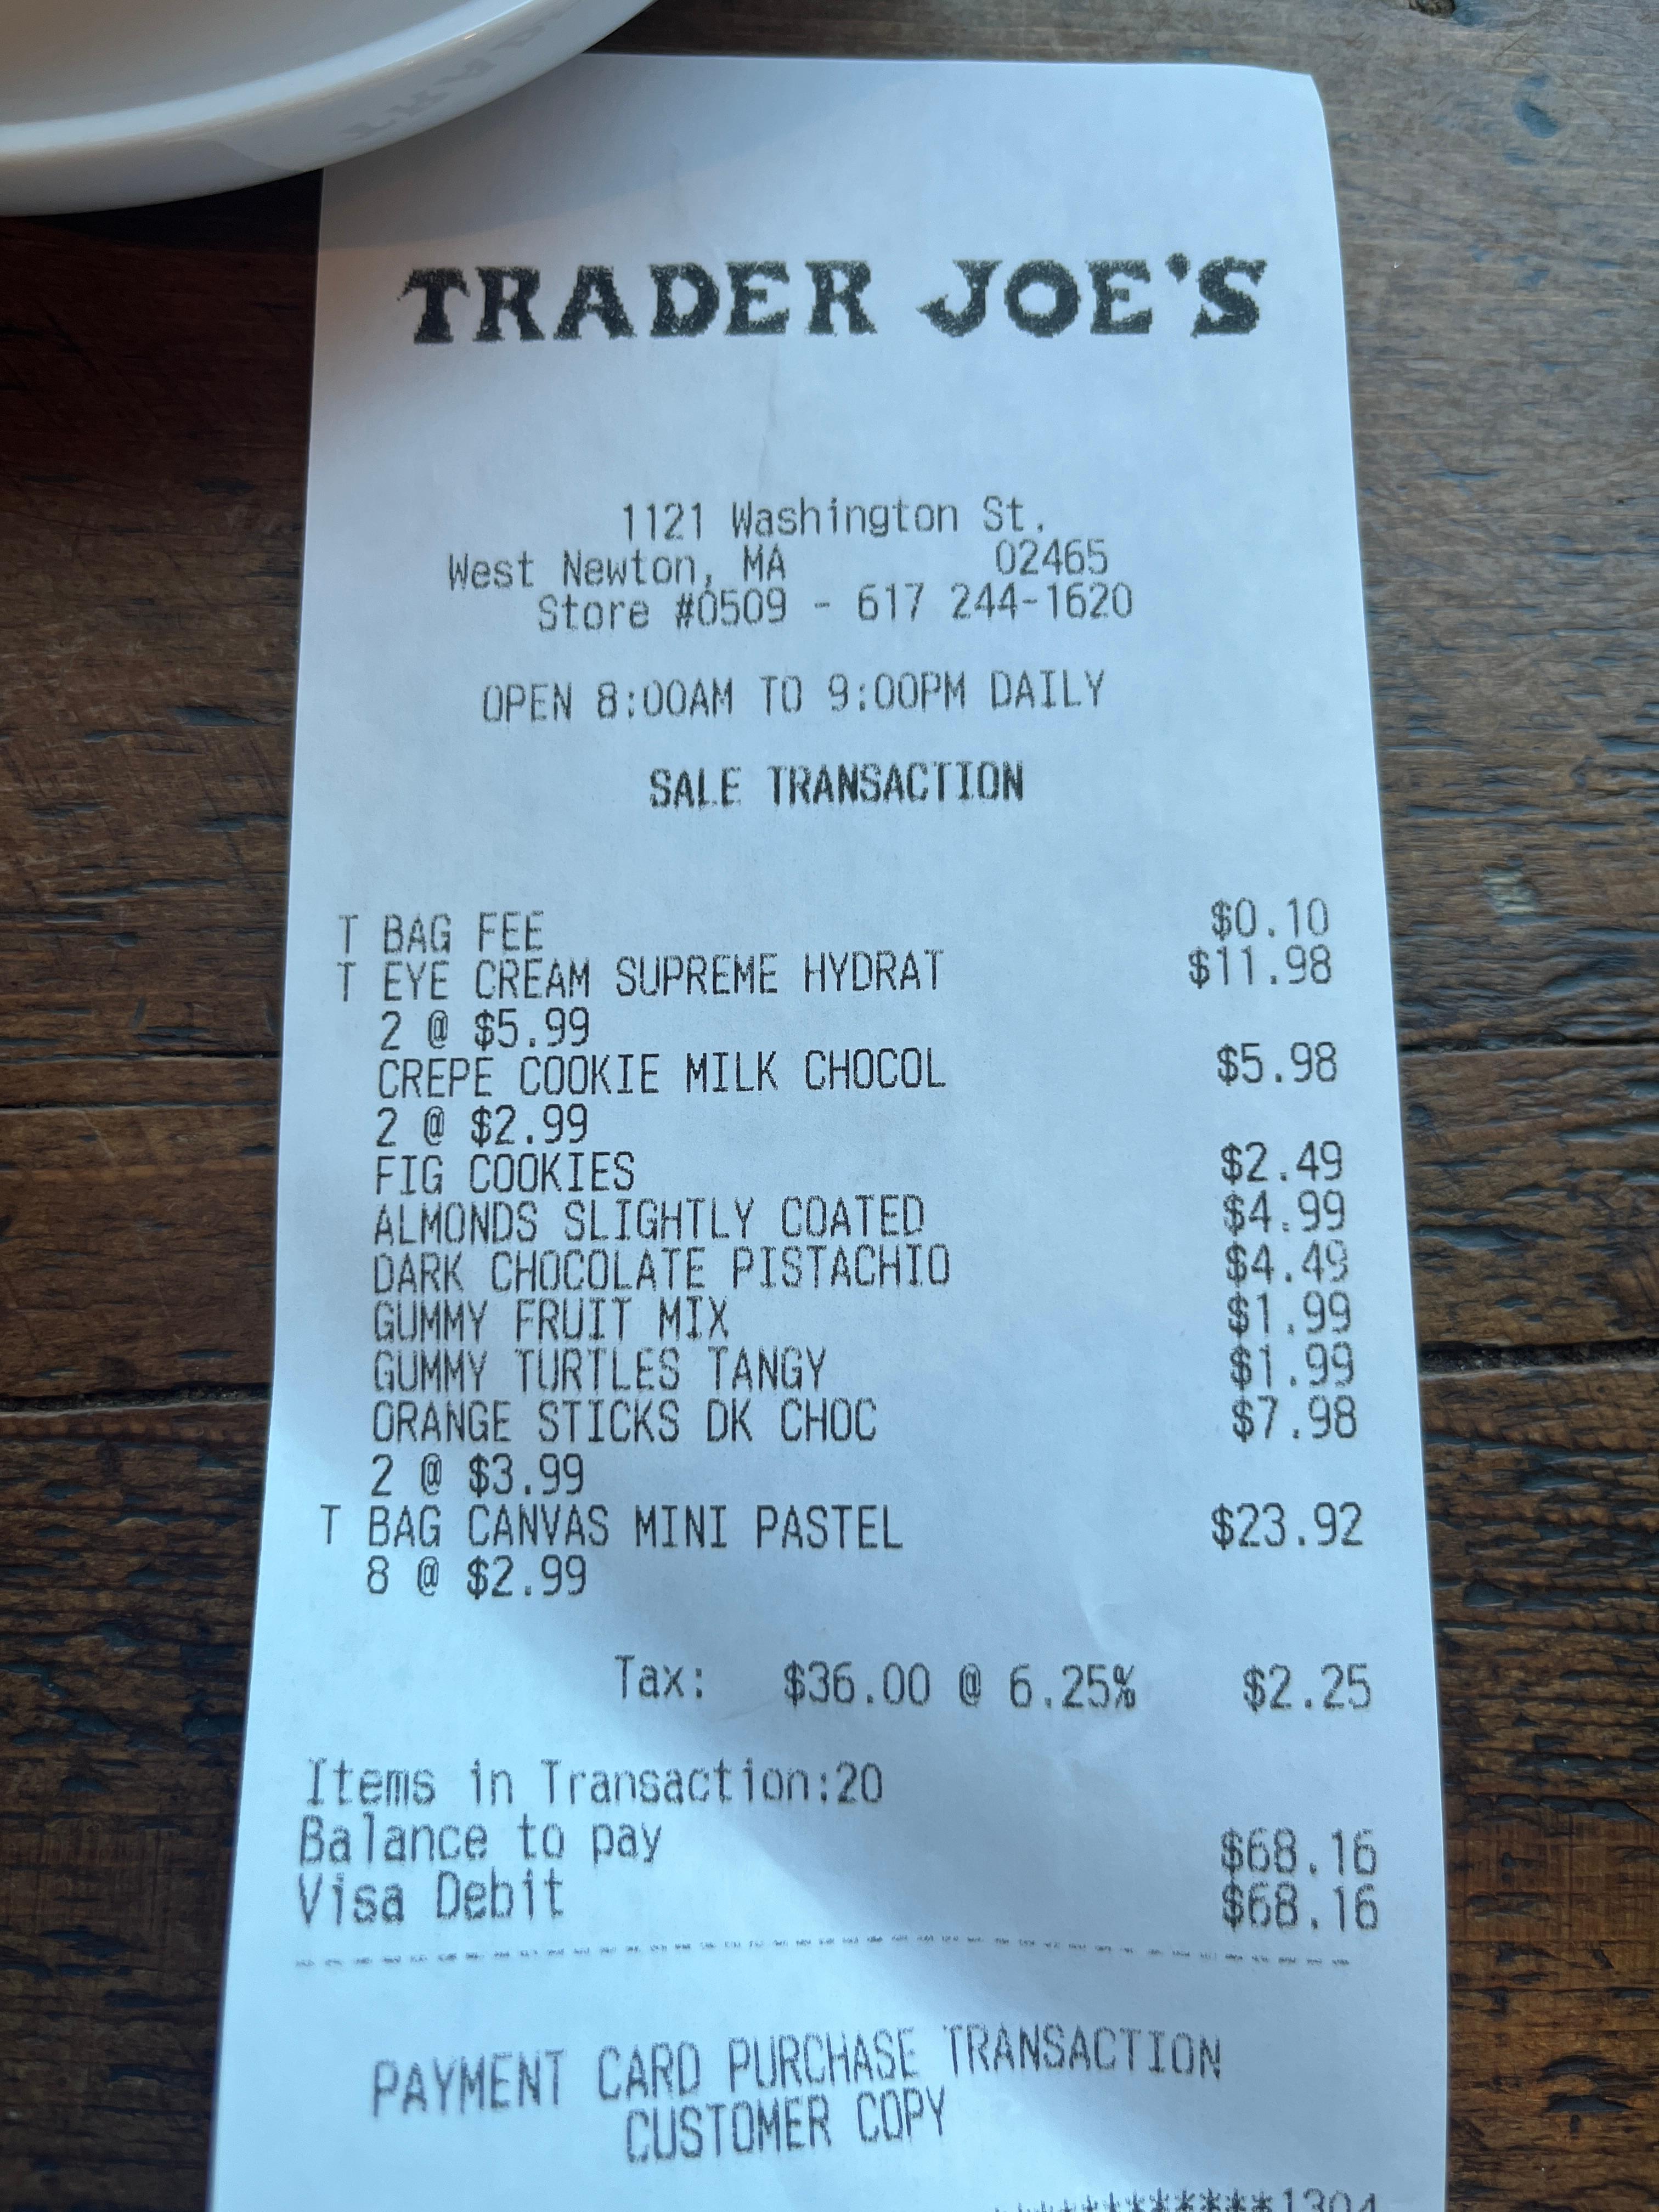 TRADER JOE'S
1121 Washington St.
West Newton, MA 02465
Store #0509 - 617 244-1620
OPEN 8:00AM TO 9:00PM DAILY
SALE TRANSACTION
T BAG FEE $0.10
T EYE CREAM SUPREME HYDRAT $11.98
2 @ $5.99
CREPE COOKIE MILK CHOCOL $5.98
2 @ $2.99
FIG COOKIES $2.49
ALMONDS SLIGHTLY COATED $4.99
DARK CHOCOLATE PISTACHIO $4.49
GUMMY FRUIT MIX $1.99
GUMMY TURTLES TANGY $1.99
ORANGE STICKS DK CHOC $7.98
2 @ $3.99
T BAG CANVAS MINI PASTEL $23.92
8 @ $2.99
Tax: $36.00 @ 6.25% $2.25
Items in Transaction:20
Balance to pay $68.16
Visa Debit $68.16
PAYMENT CARD PURCHASE TRANSACTION
CUSTOMER COPY
************1304